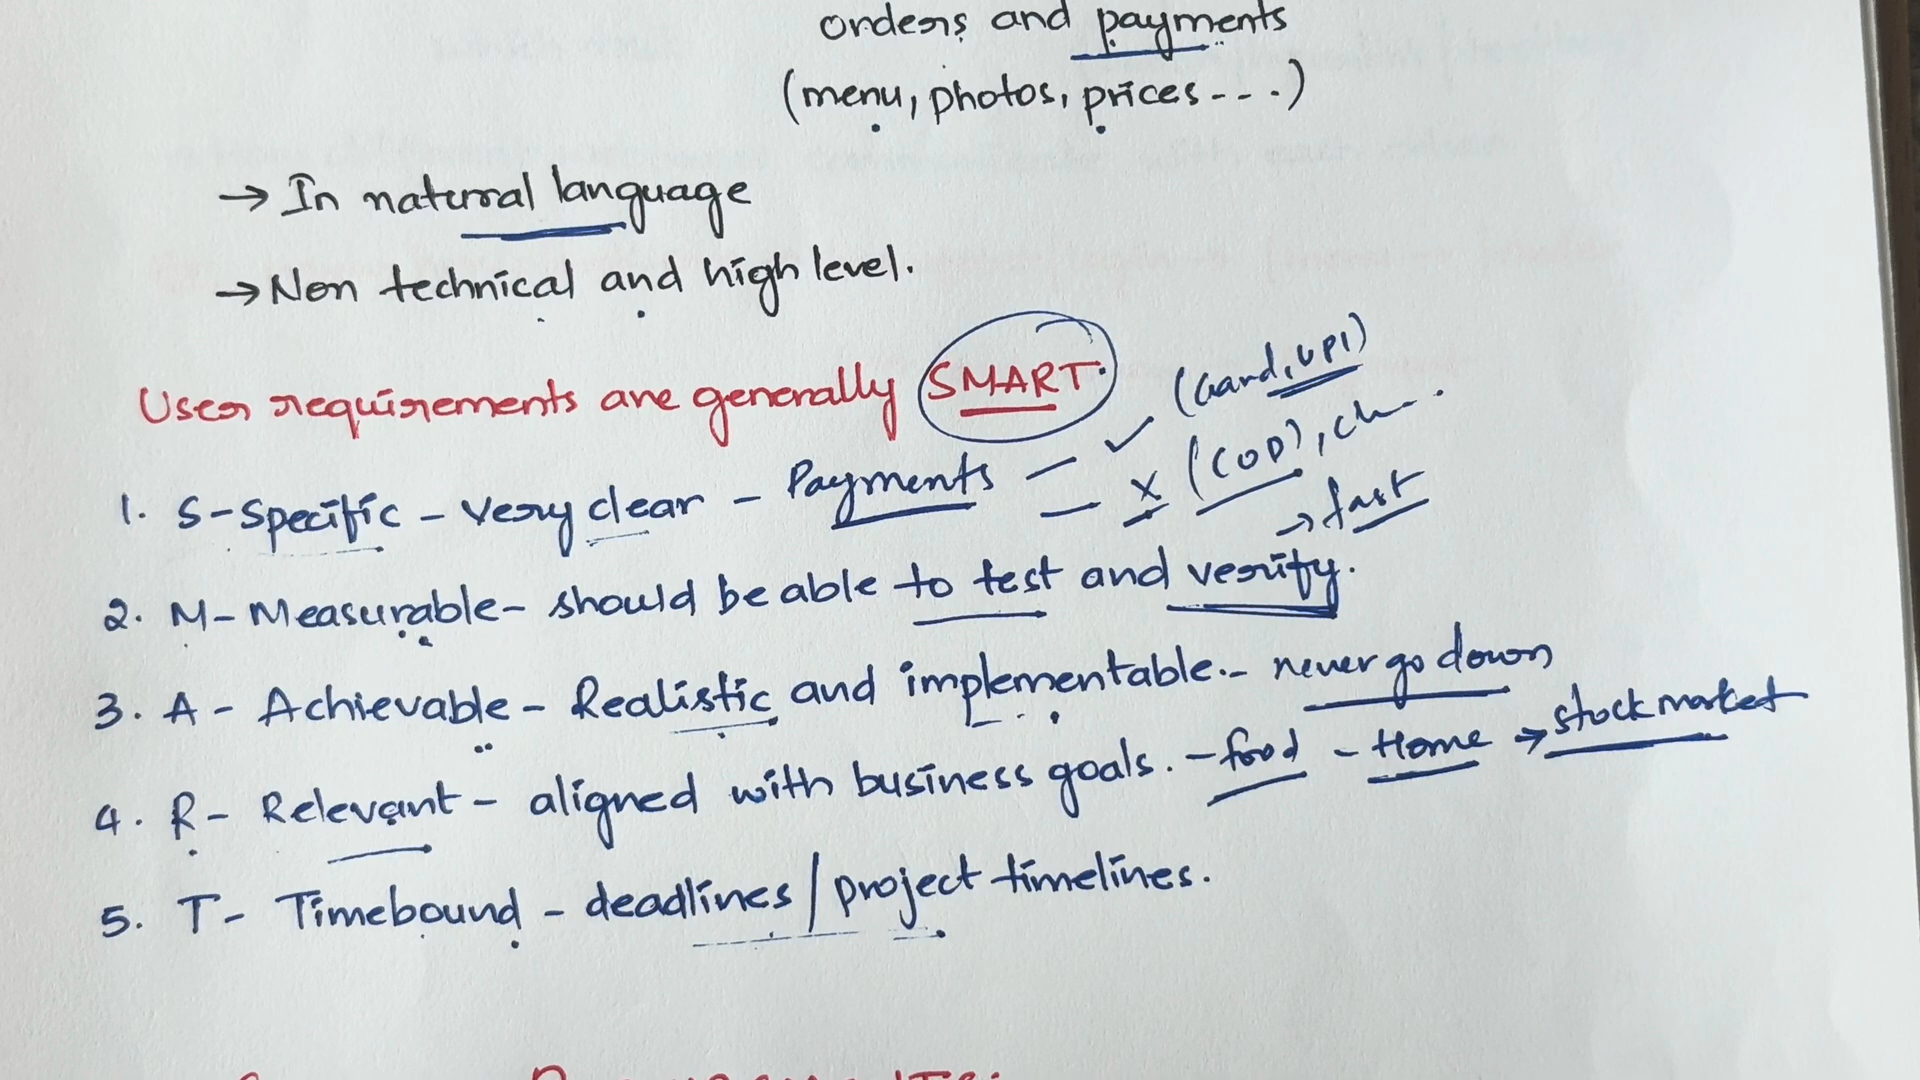 orders and payments
(menu, photos, prices - - - .)
→ In natural language
→ Non technical and high level.
User requirements are generally SMART.
(card, UPI)
1. S - Specific - very clear - Payments - ✓
- x (COD), ch
→ fast
2. M - Measurable - should be able to test and verify.
3. A - Achievable - Realistic and implementable. - never go down
4. R - Relevant - aligned with business goals. - food - Home → stock market
5. T - Timebound - deadlines / project timelines.